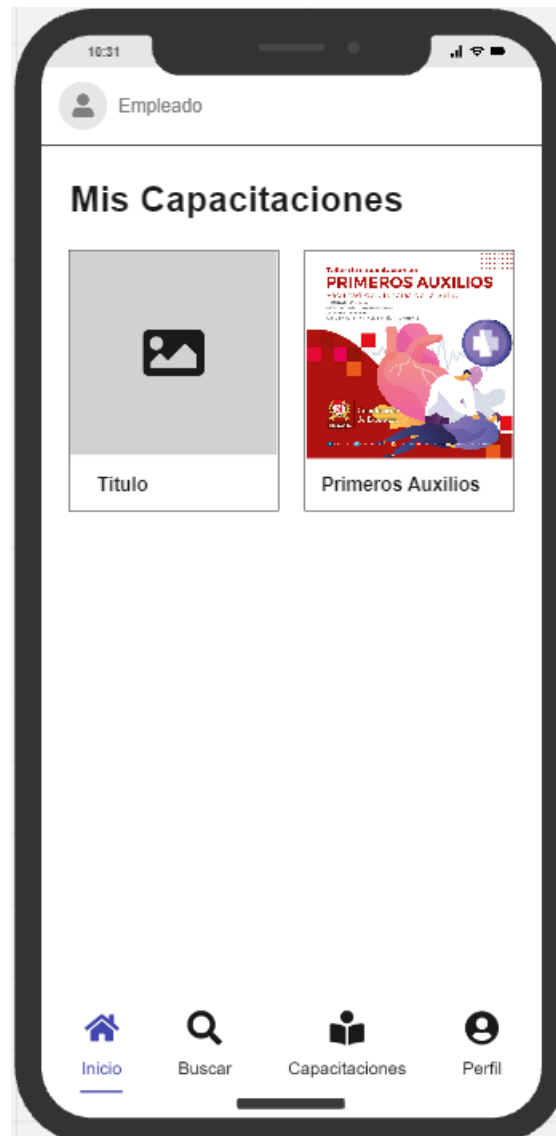 10:31
Empleado
Mis Capacitaciones
PRIMEROS AUXILIOS
Titulo
Primeros Auxilios
Inicio
Buscar
Capacitaciones
Perfil